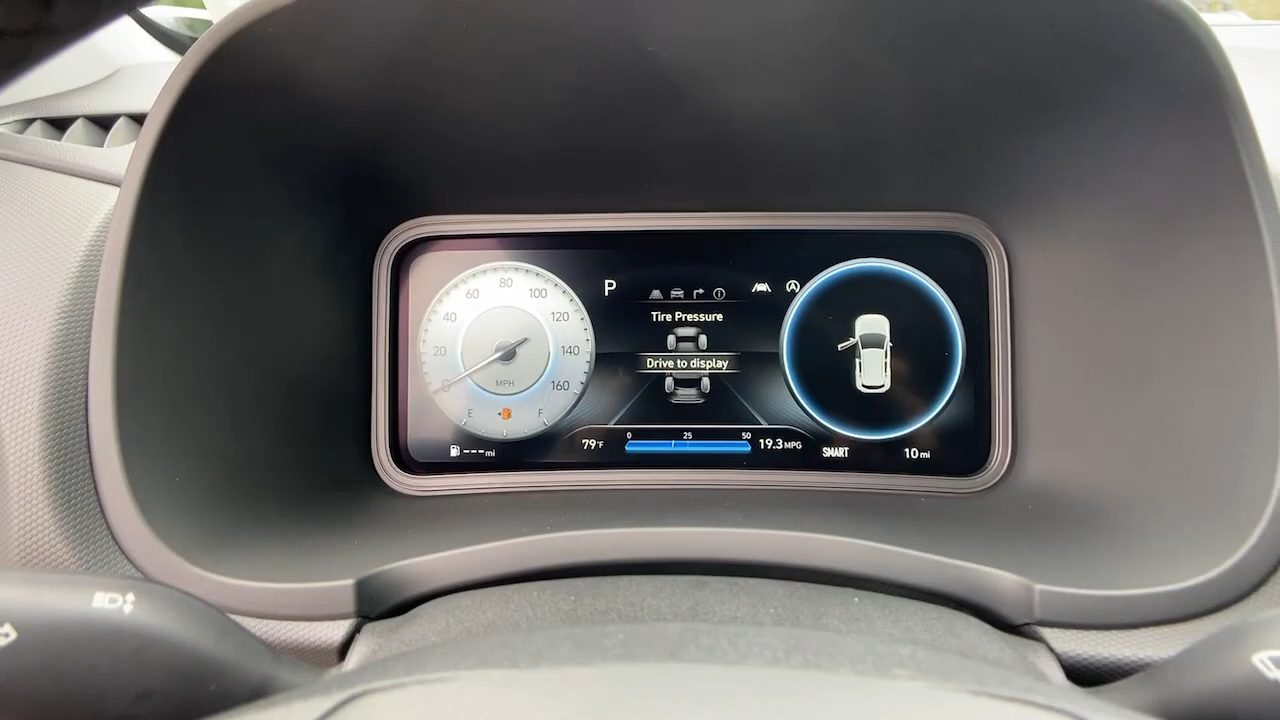 80
60 100
40 120
20 140
0 160
MPH
E F
--- mi
P
Tire Pressure
Drive to display
79°F
0 25 50
19.3 MPG
SMART
10 mi